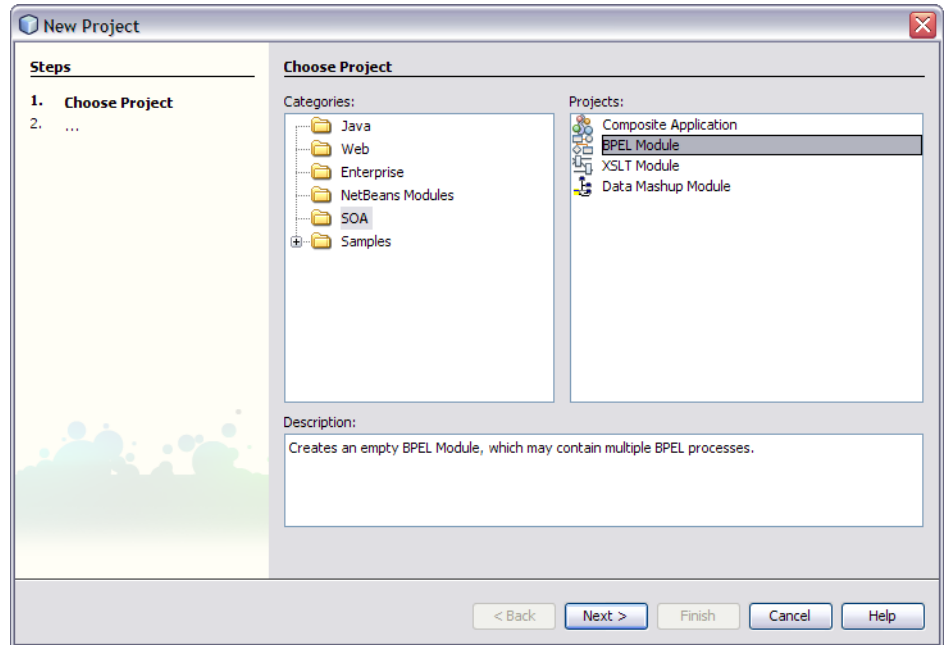 New Project
Steps
1. Choose Project
2. ...
Choose Project
Categories:
Java
Web
Enterprise
NetBeans Modules
SOA
Samples
Projects:
Composite Application
BPEL Module
XSLT Module
Data Mashup Module
Description:
Creates an empty BPEL Module, which may contain multiple BPEL processes.
< Back Next > Finish Cancel Help